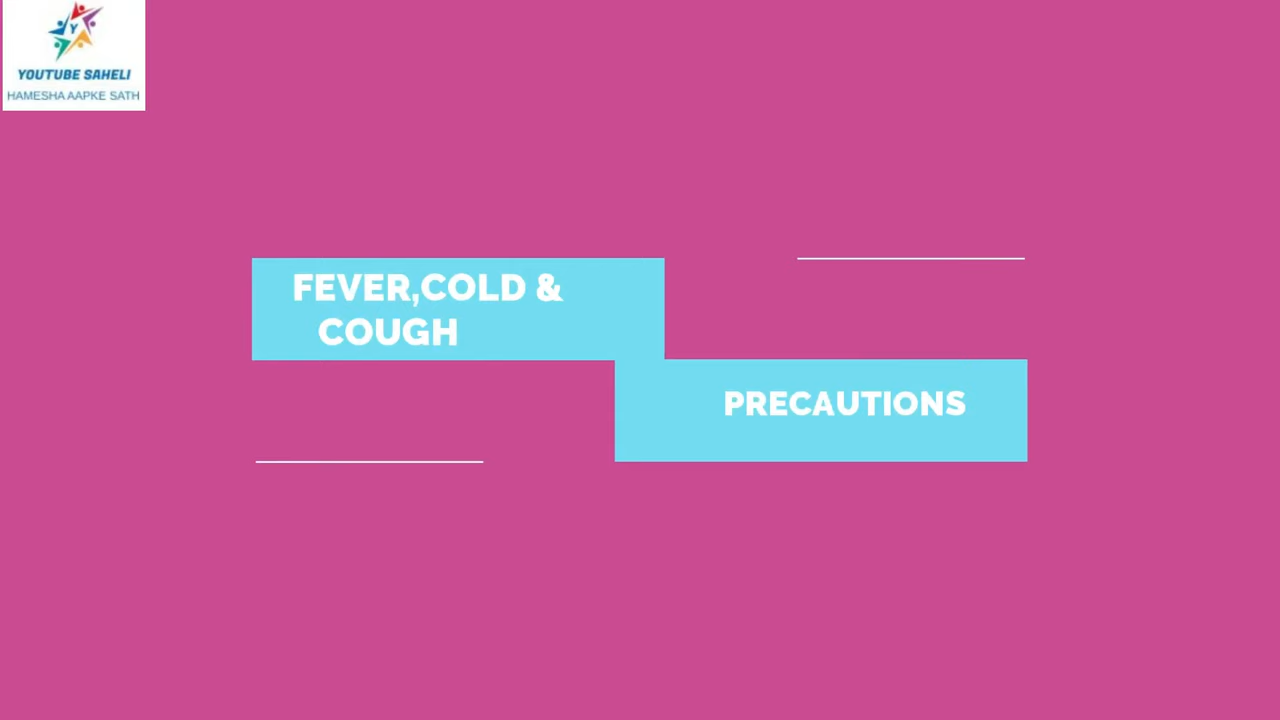 Y
YOUTUBE SAHELI
HAMESHA AAPKE SATH
FEVER,COLD &
COUGH
PRECAUTIONS